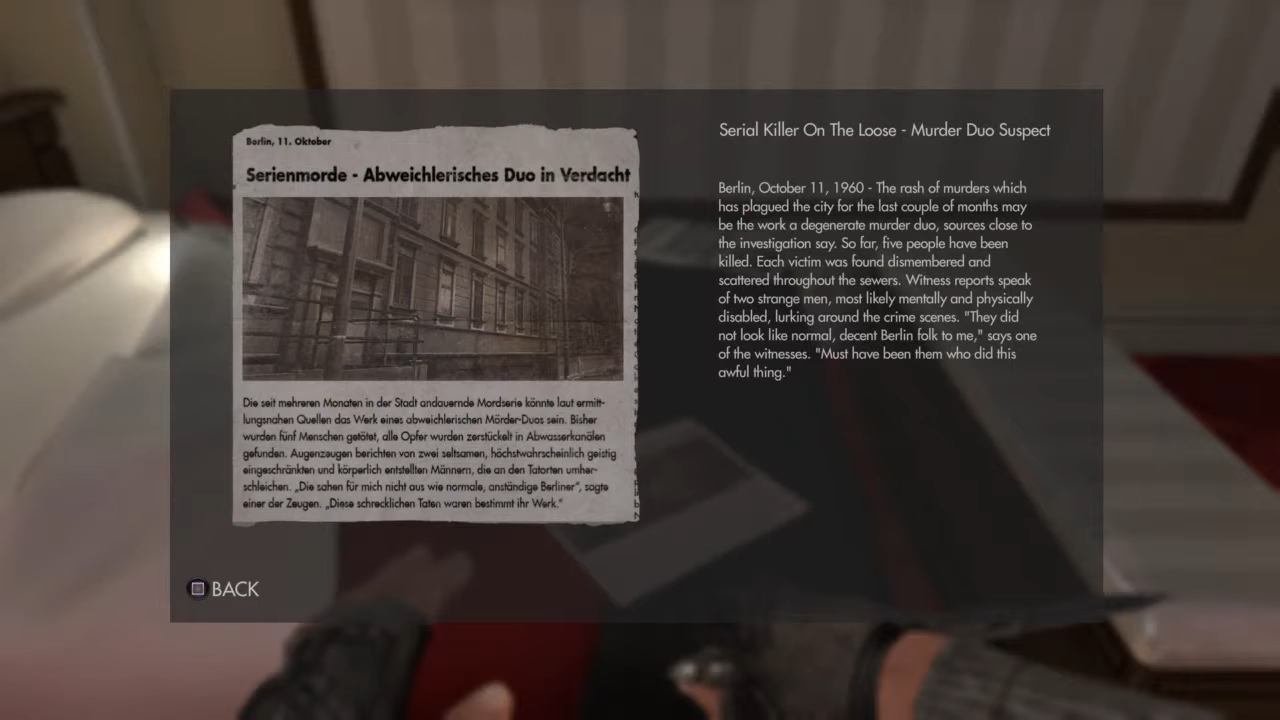 Berlin, 11. Oktober
Serienmorde - Abweichlerisches Duo in Verdacht
Die seit mehreren Monaten in der Stadt andauernde Mordserie könnte laut ermitt-
lungsnahen Quellen das Werk eines abweichlerischen Mörder-Duos sein. Bisher
wurden fünf Menschen getötet, alle Opfer wurden zerstückelt in Abwasserkanälen
gefunden. Augenzeugen berichten von zwei seltsamen, höchstwahrscheinlich geistig
eingeschränkten und körperlich entstellten Männern, die an den Tatorten umher-
schleichen. „Die sahen für mich nicht aus wie normale, anständige Berliner“, sagte
einer der Zeugen. „Diese schrecklichen Taten waren bestimmt ihr Werk.“
Serial Killer On The Loose - Murder Duo Suspect
Berlin, October 11, 1960 - The rash of murders which
has plagued the city for the last couple of months may
be the work a degenerate murder duo, sources close to
the investigation say. So far, five people have been
killed. Each victim was found dismembered and
scattered throughout the sewers. Witness reports speak
of two strange men, most likely mentally and physically
disabled, lurking around the crime scenes. "They did
not look like normal, decent Berlin folk to me," says one
of the witnesses. "Must have been them who did this
awful thing."
BACK